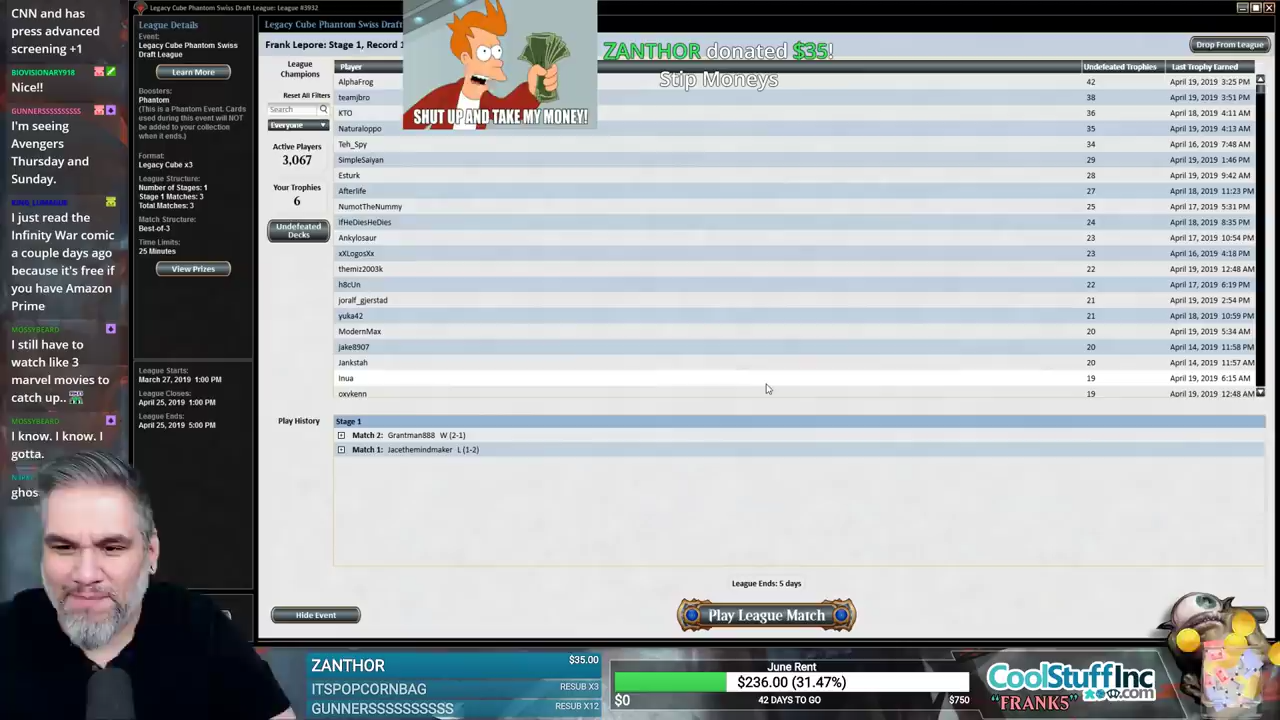 CNN and has
press advanced
screening +1
BIOVISIONARY918
Nice!!
GUNNERSSSSSSSSS
I'm seeing
Avengers
Thursday and
Sunday.
I just read the
Infinity War comic
a couple days ago
because it's free if
you have Amazon
Prime
MOSSYBEARD
I still have to
watch like 3
marvel movies to
catch up..
MOSSYBEARD
I know. I know. I
gotta.
Legacy Cube Phantom Swiss Draft League: League #3932
League Details
Event:
Legacy Cube Phantom Swiss
Draft League
Learn More
Boosters:
Phantom
(This is a Phantom Event. Cards
used during this event will NOT
be added to your collection
when it ends.)
Format:
Legacy Cube x3
League Structure:
Number of Stages: 1
Stage 1 Matches: 3
Total Matches: 3
Match Structure:
Best-of-3
Time Limits:
25 Minutes
View Prizes
League Starts:
March 27, 2019 1:00 PM
League Closes:
April 25, 2019 1:00 PM
League Ends:
April 25, 2019 5:00 PM
Legacy Cube Phantom Swiss Draft
Frank Lepore: Stage 1, Record
Drop From League
SHUT UP AND TAKE MY MONEY!
ZANTHOR donated $35!
Stip Moneys
League
Champions
Reset All Filters
Search
Everyone
Active Players
3,067
Your Trophies
6
Undefeated
Decks
Player Undefeated Trophies Last Trophy Earned
AlphaFrog 42 April 19, 2019 3:25 PM
teamjbro 38 April 19, 2019 3:51 PM
KTO 36 April 18, 2019 4:11 AM
Naturaloppo 35 April 19, 2019 4:13 AM
Teh_Spy 34 April 16, 2019 7:48 AM
SimpleSaiyan 29 April 19, 2019 1:46 PM
Esturk 28 April 19, 2019 9:42 AM
Afterlife 27 April 18, 2019 11:23 PM
NumotTheNummy 25 April 17, 2019 5:31 PM
IfHeDiesHeDies 24 April 18, 2019 8:35 PM
Ankylosaur 23 April 17, 2019 10:54 PM
xXLogosXx 23 April 16, 2019 4:18 PM
themiz2003k 22 April 19, 2019 12:48 AM
h8cUn 22 April 17, 2019 6:19 PM
joralf_gjerstad 21 April 19, 2019 2:54 PM
yuka42 21 April 18, 2019 10:59 PM
ModernMax 20 April 19, 2019 5:34 AM
jake8907 20 April 14, 2019 11:58 PM
Jankstah 20 April 14, 2019 11:57 AM
Inua 19 April 19, 2019 6:15 AM
oxykenn 19 April 19, 2019 12:48 AM
Play History
Stage 1
Match 2: Grantman888 W (2-1)
Match 1: Jacethemindmaker L (1-2)
League Ends: 5 days
Hide Event
Play League Match
ZANTHOR $35.00
ITSPOPCORNBAG RESUB X3
GUNNERSSSSSSSSS RESUB X12
June Rent
$236.00 (31.47%)
$0 42 DAYS TO GO $750
CoolStuffInc
.com
"FRANK5"